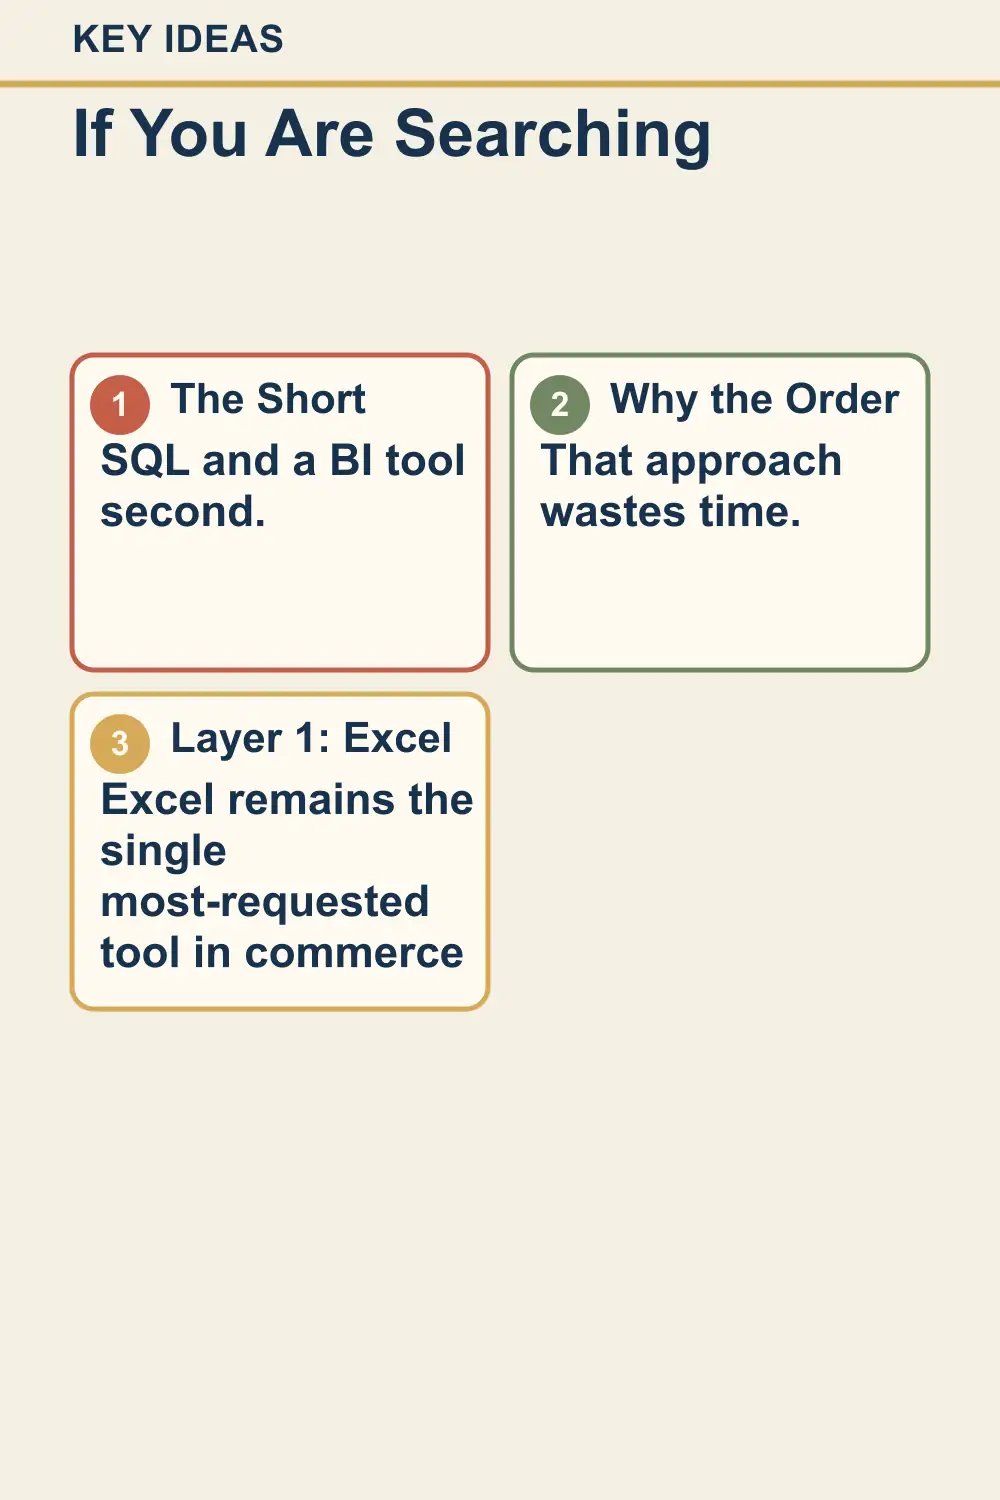 KEY IDEAS
If You Are Searching
1 The Short
SQL and a BI tool
second.
2 Why the Order
That approach
wastes time.
3 Layer 1: Excel
Excel remains the
single
most-requested
tool in commerce